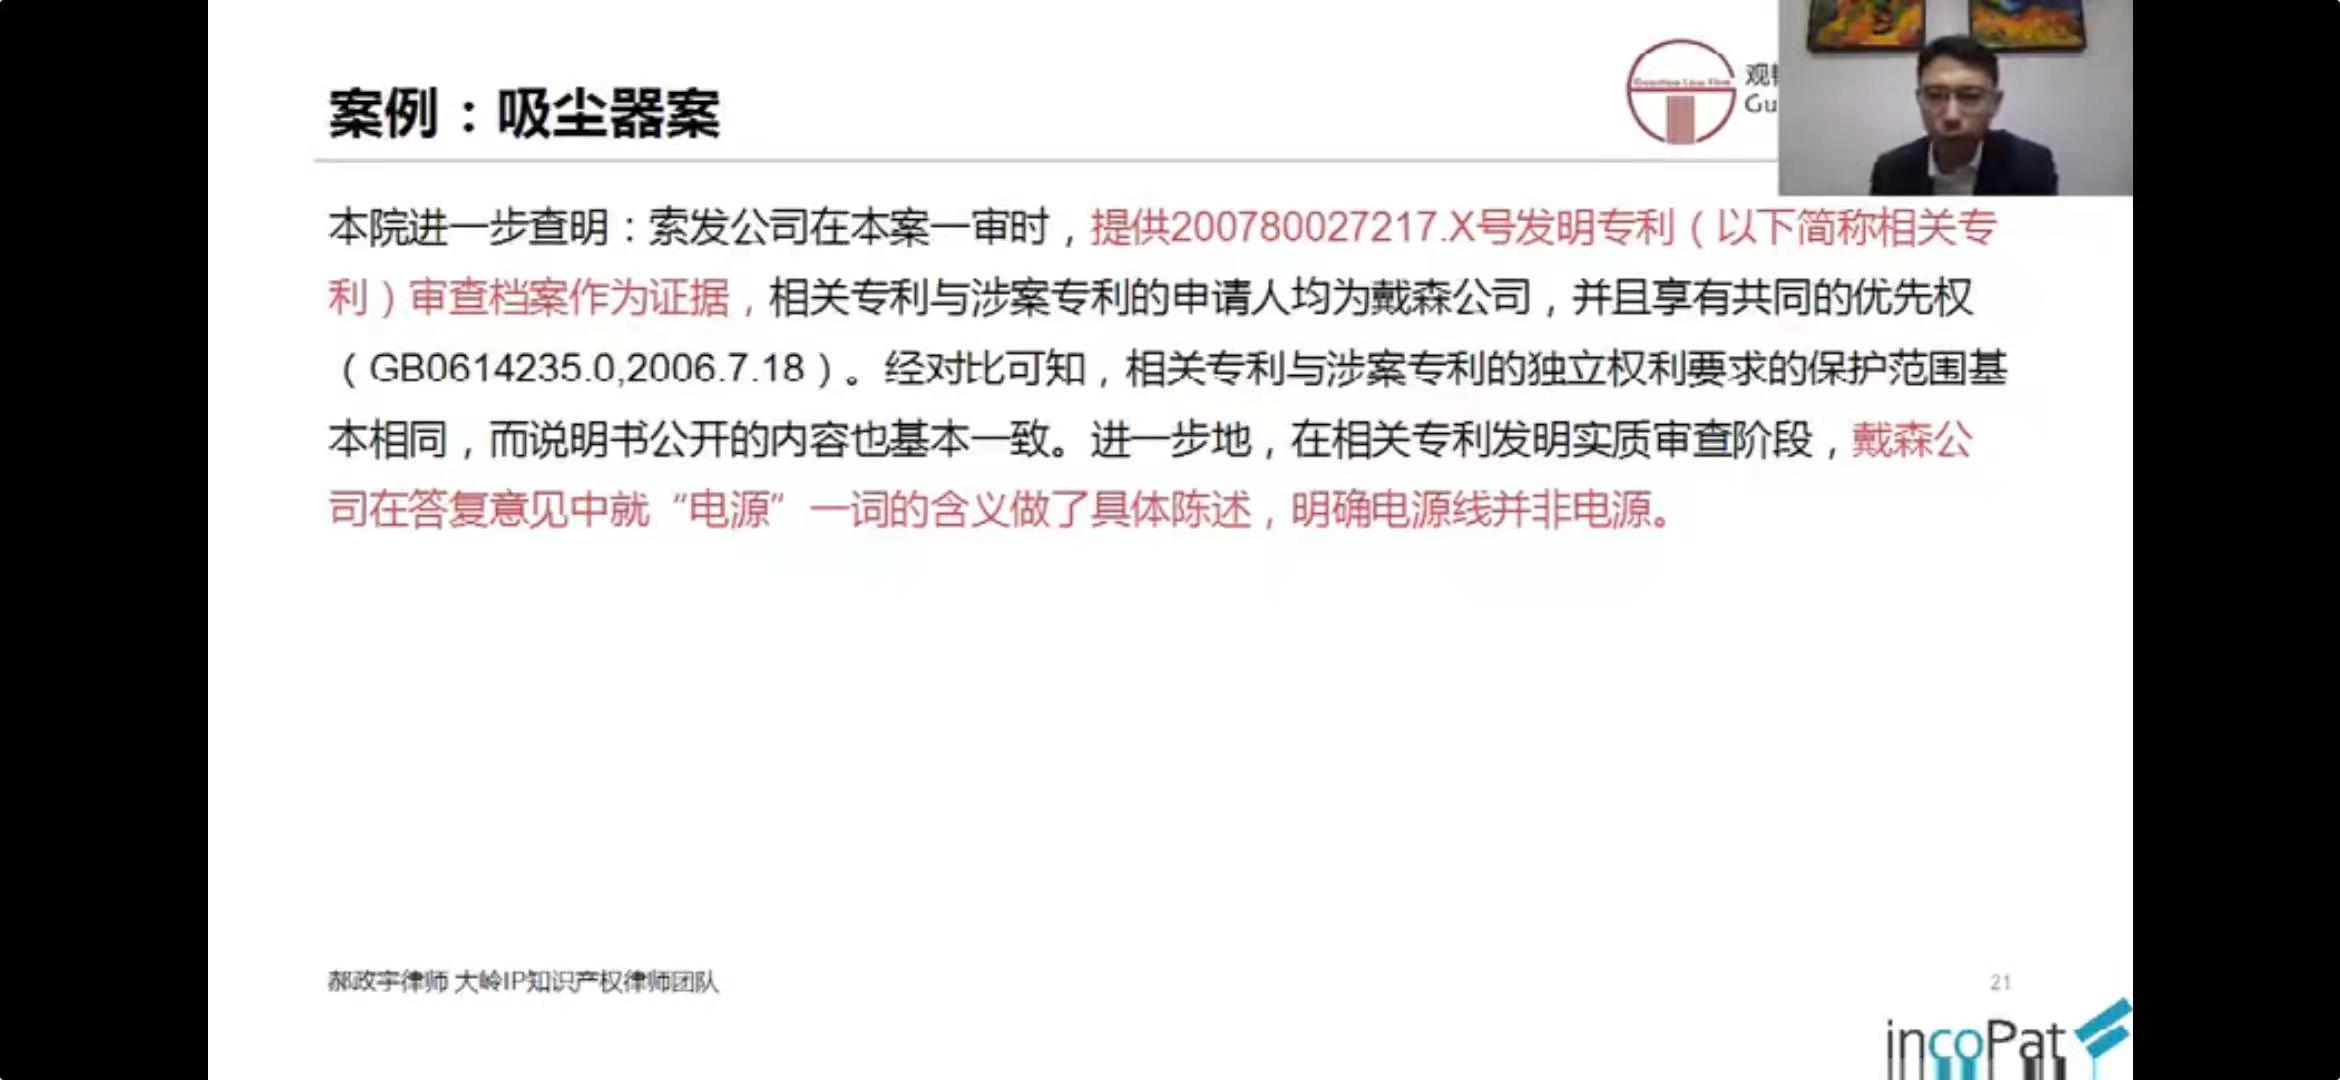 案例：吸尘器案
Guantao Law Firm
观
Gu
本院进一步查明：索发公司在本案一审时，提供200780027217.X号发明专利（以下简称相关专
利）审查档案作为证据，相关专利与涉案专利的申请人均为戴森公司，并且享有共同的优先权
（GB0614235.0,2006.7.18）。经对比可知，相关专利与涉案专利的独立权利要求的保护范围基
本相同，而说明书公开的内容也基本一致。进一步地，在相关专利发明实质审查阶段，戴森公
司在答复意见中就“电源”一词的含义做了具体陈述，明确电源线并非电源。
郝政宇律师 大岭IP知识产权律师团队
21
incoPat